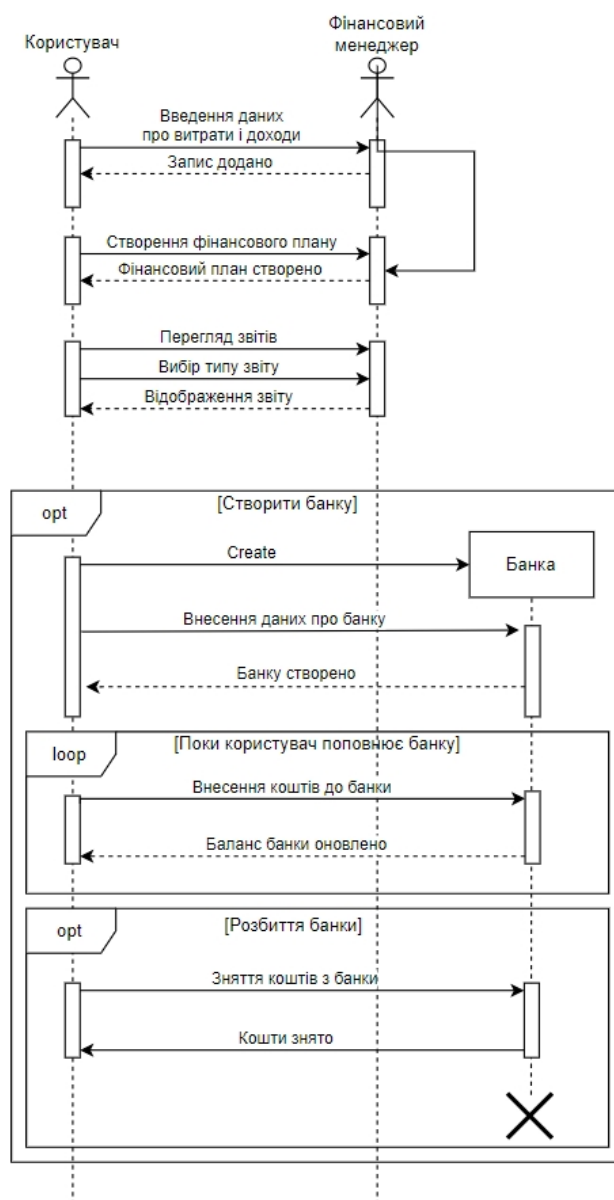 Користувач
Фінансовий
менеджер
Введення даних
про витрати і доходи
Запис додано
Створення фінансового плану
Фінансовий план створено
Перегляд звітів
Вибір типу звіту
Відображення звіту
opt
[Створити банку]
Create
Банка
Внесення даних про банку
Банку створено
loop
[Поки користувач поповнює банку]
Внесення коштів до банки
Баланс банки оновлено
opt
[Розбиття банки]
Зняття коштів з банки
Кошти знято